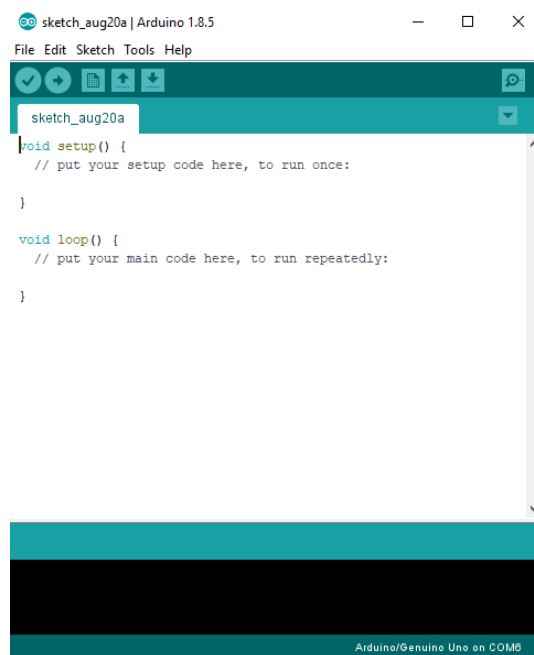 sketch_aug20a | Arduino 1.8.5
File Edit Sketch Tools Help
sketch_aug20a
void setup() {
  // put your setup code here, to run once:
}
void loop() {
  // put your main code here, to run repeatedly:
}
Arduino/Genuino Uno on COM6